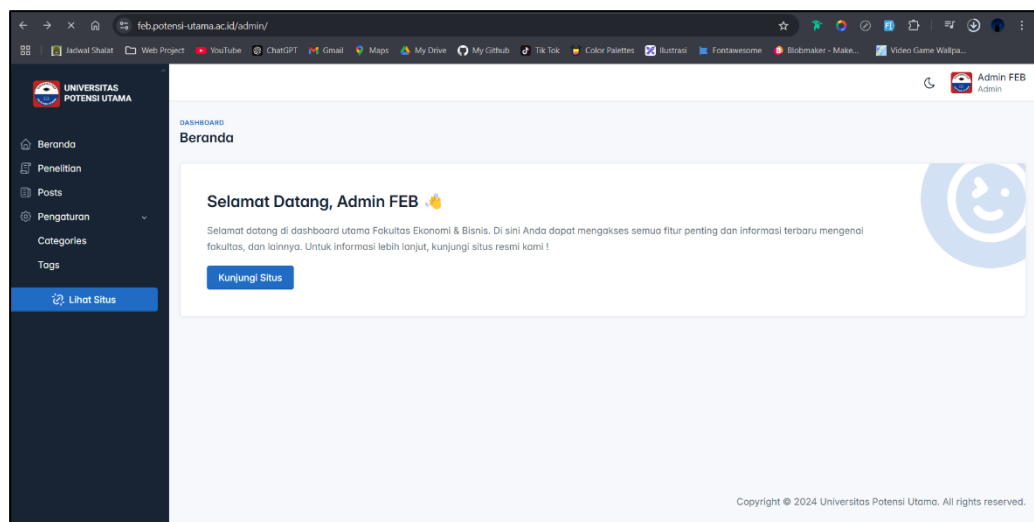 feb.potensi-utama.ac.id/admin/
Jadwal Shalat Web Project YouTube ChatGPT Gmail Maps My Drive My Github Tik Tok Color Palettes Ilustrasi Fontawesome Blobmaker - Make... Video Game Wallpa...
UNIVERSITAS
POTENSI UTAMA
Admin FEB
Admin
Beranda
Penelitian
Posts
Pengaturan
Categories
Tags
Lihat Situs
DASHBOARD
Beranda
Selamat Datang, Admin FEB 👋
Selamat datang di dashboard utama Fakultas Ekonomi & Bisnis. Di sini Anda dapat mengakses semua fitur penting dan informasi terbaru mengenai
fakultas, dan lainnya. Untuk informasi lebih lanjut, kunjungi situs resmi kami !
Kunjungi Situs
Copyright © 2024 Universitas Potensi Utama. All rights reserved.